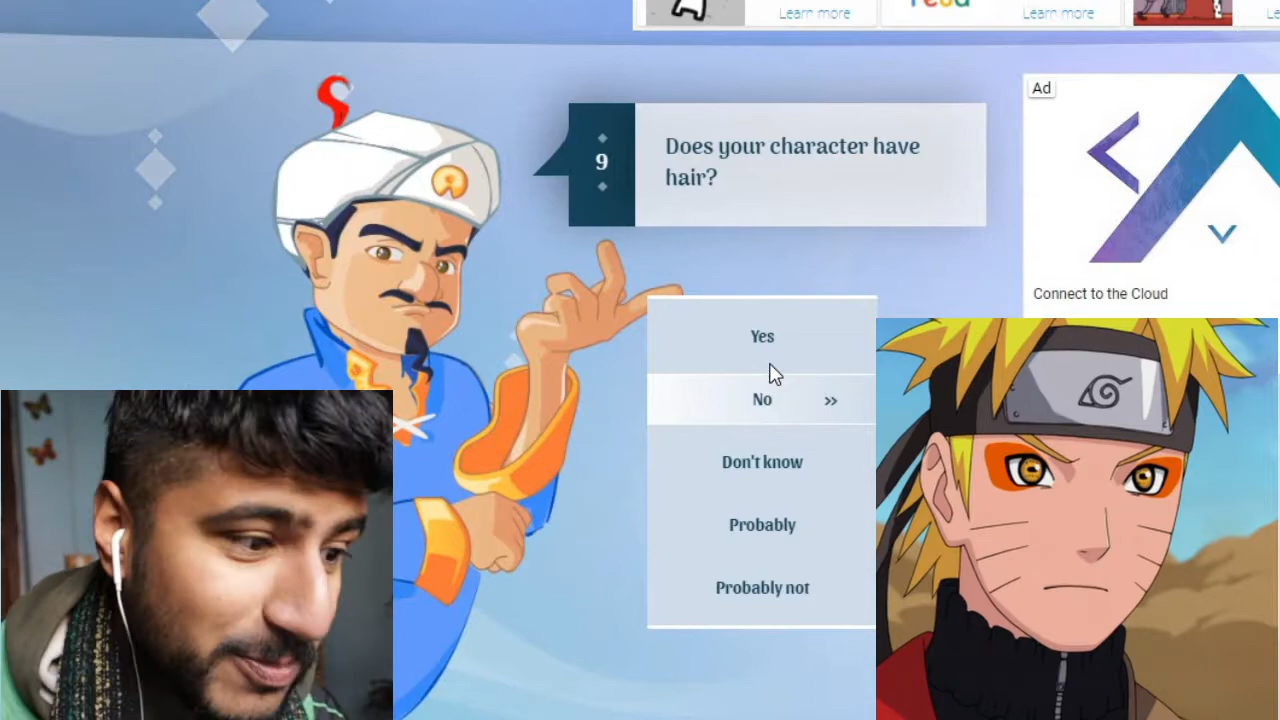 Learn more
Learn more
Le
Ad
9
Does your character have
hair?
Connect to the Cloud
Yes
No >>
Don't know
Probably
Probably not